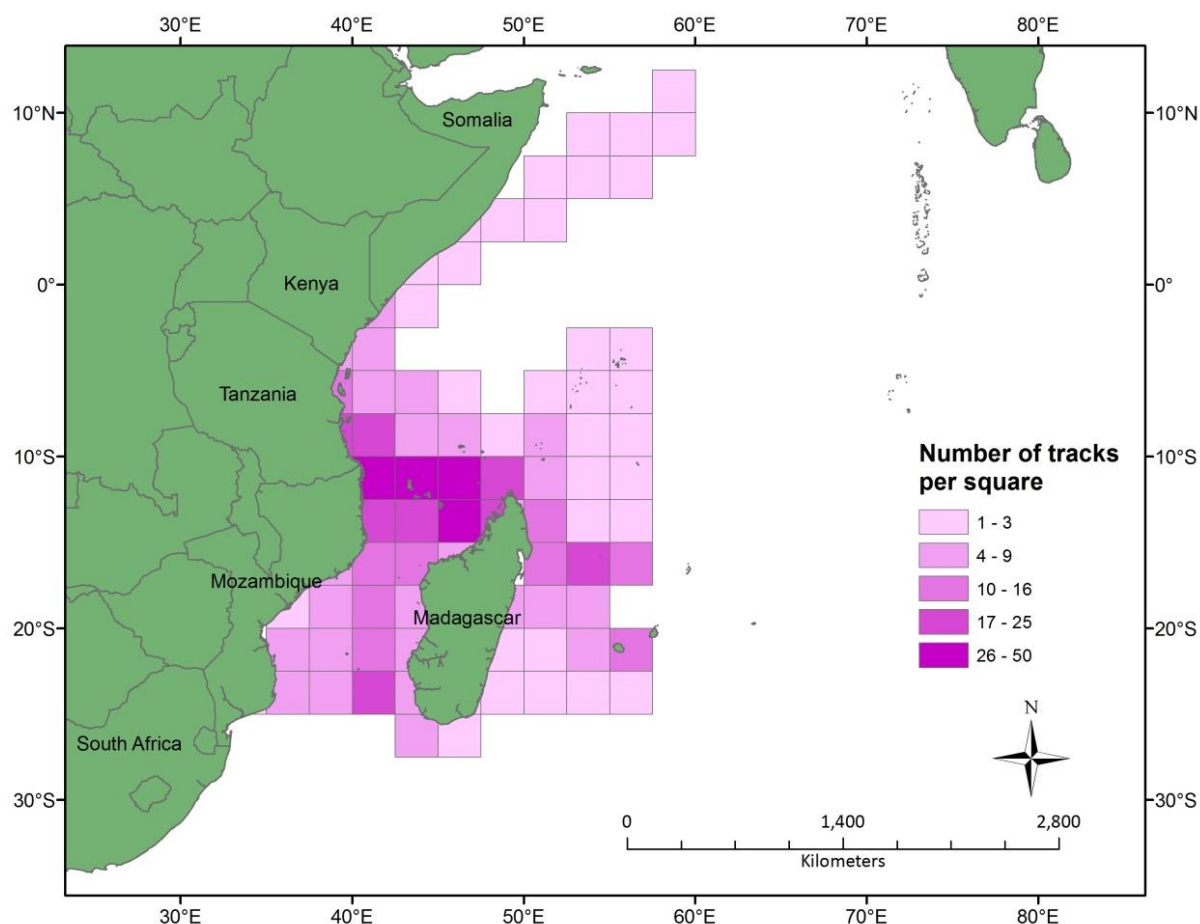 30°E 40°E 50°E 60°E 70°E 80°E
10°N 10°N
Somalia
Kenya
0° 0°
Tanzania
10°S 10°S
Number of tracks
per square
1 - 3
4 - 9
10 - 16
17 - 25
26 - 50
Mozambique
Madagascar
20°S 20°S
South Africa
N
30°S 30°S
0 1,400 2,800
Kilometers
30°E 40°E 50°E 60°E 70°E 80°E